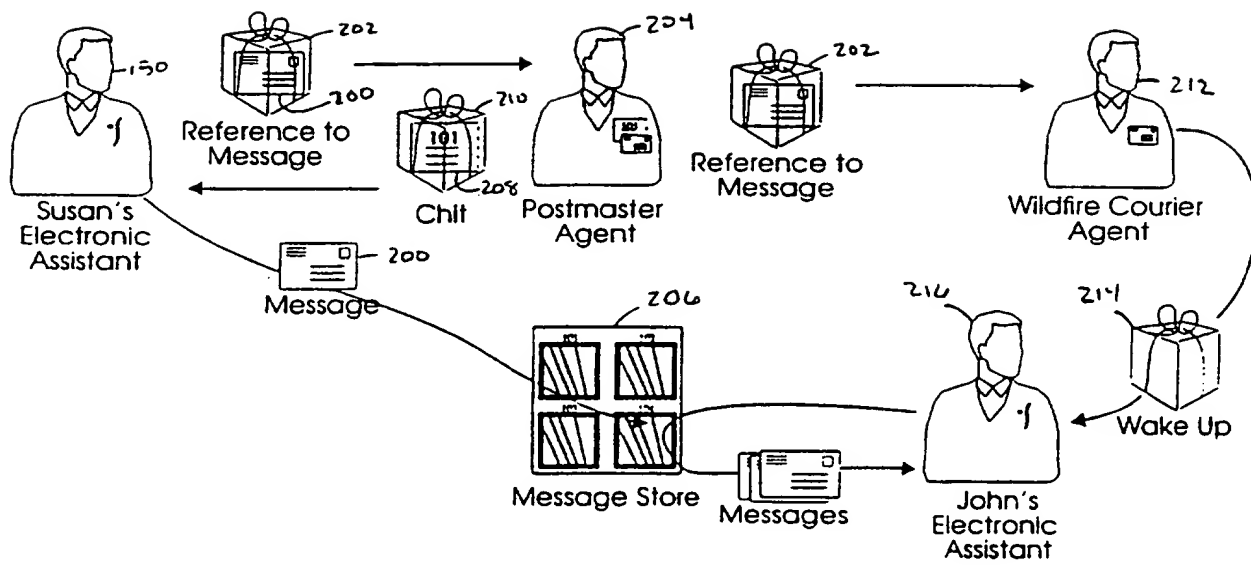 202
204
202
150
200
210
212
Reference to
Message
101
208
Chit
Postmaster
Agent
Reference to
Message
Wildfire Courier
Agent
Susan's
Electronic
Assistant
200
Message
206
216
214
Wake Up
Message Store
Messages
John's
Electronic
Assistant